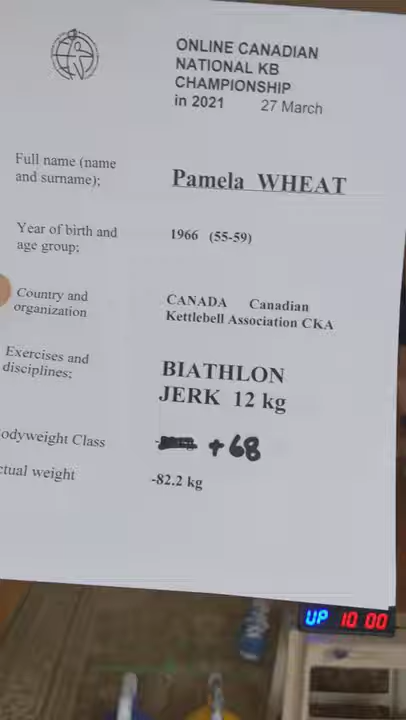 ONLINE CANADIAN
NATIONAL KB
CHAMPIONSHIP
in 2021 27 March
Full name (name
and surname);
Pamela WHEAT
Year of birth and
age group;
1966 (55-59)
Country and
organization
CANADA Canadian
Kettlebell Association CKA
Exercises and
disciplines;
BIATHLON
JERK 12 kg
odyweight Class
+68
ctual weight
-82.2 kg
UP 10 00